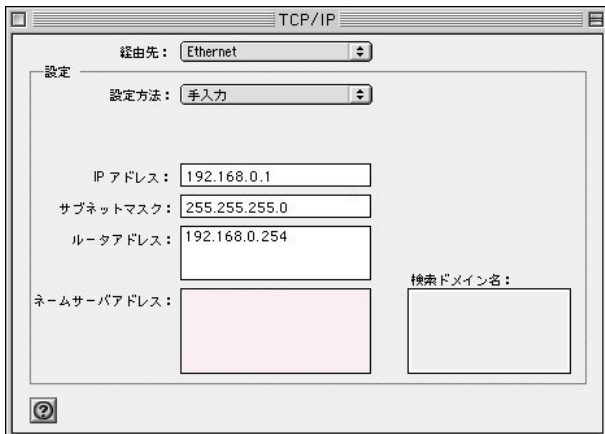 TCP/IP
経由先： Ethernet
設定
設定方法： 手入力
IP アドレス： 192.168.0.1
サブネットマスク： 255.255.255.0
ルータアドレス： 192.168.0.254
検索ドメイン名：
ネームサーバアドレス：
?